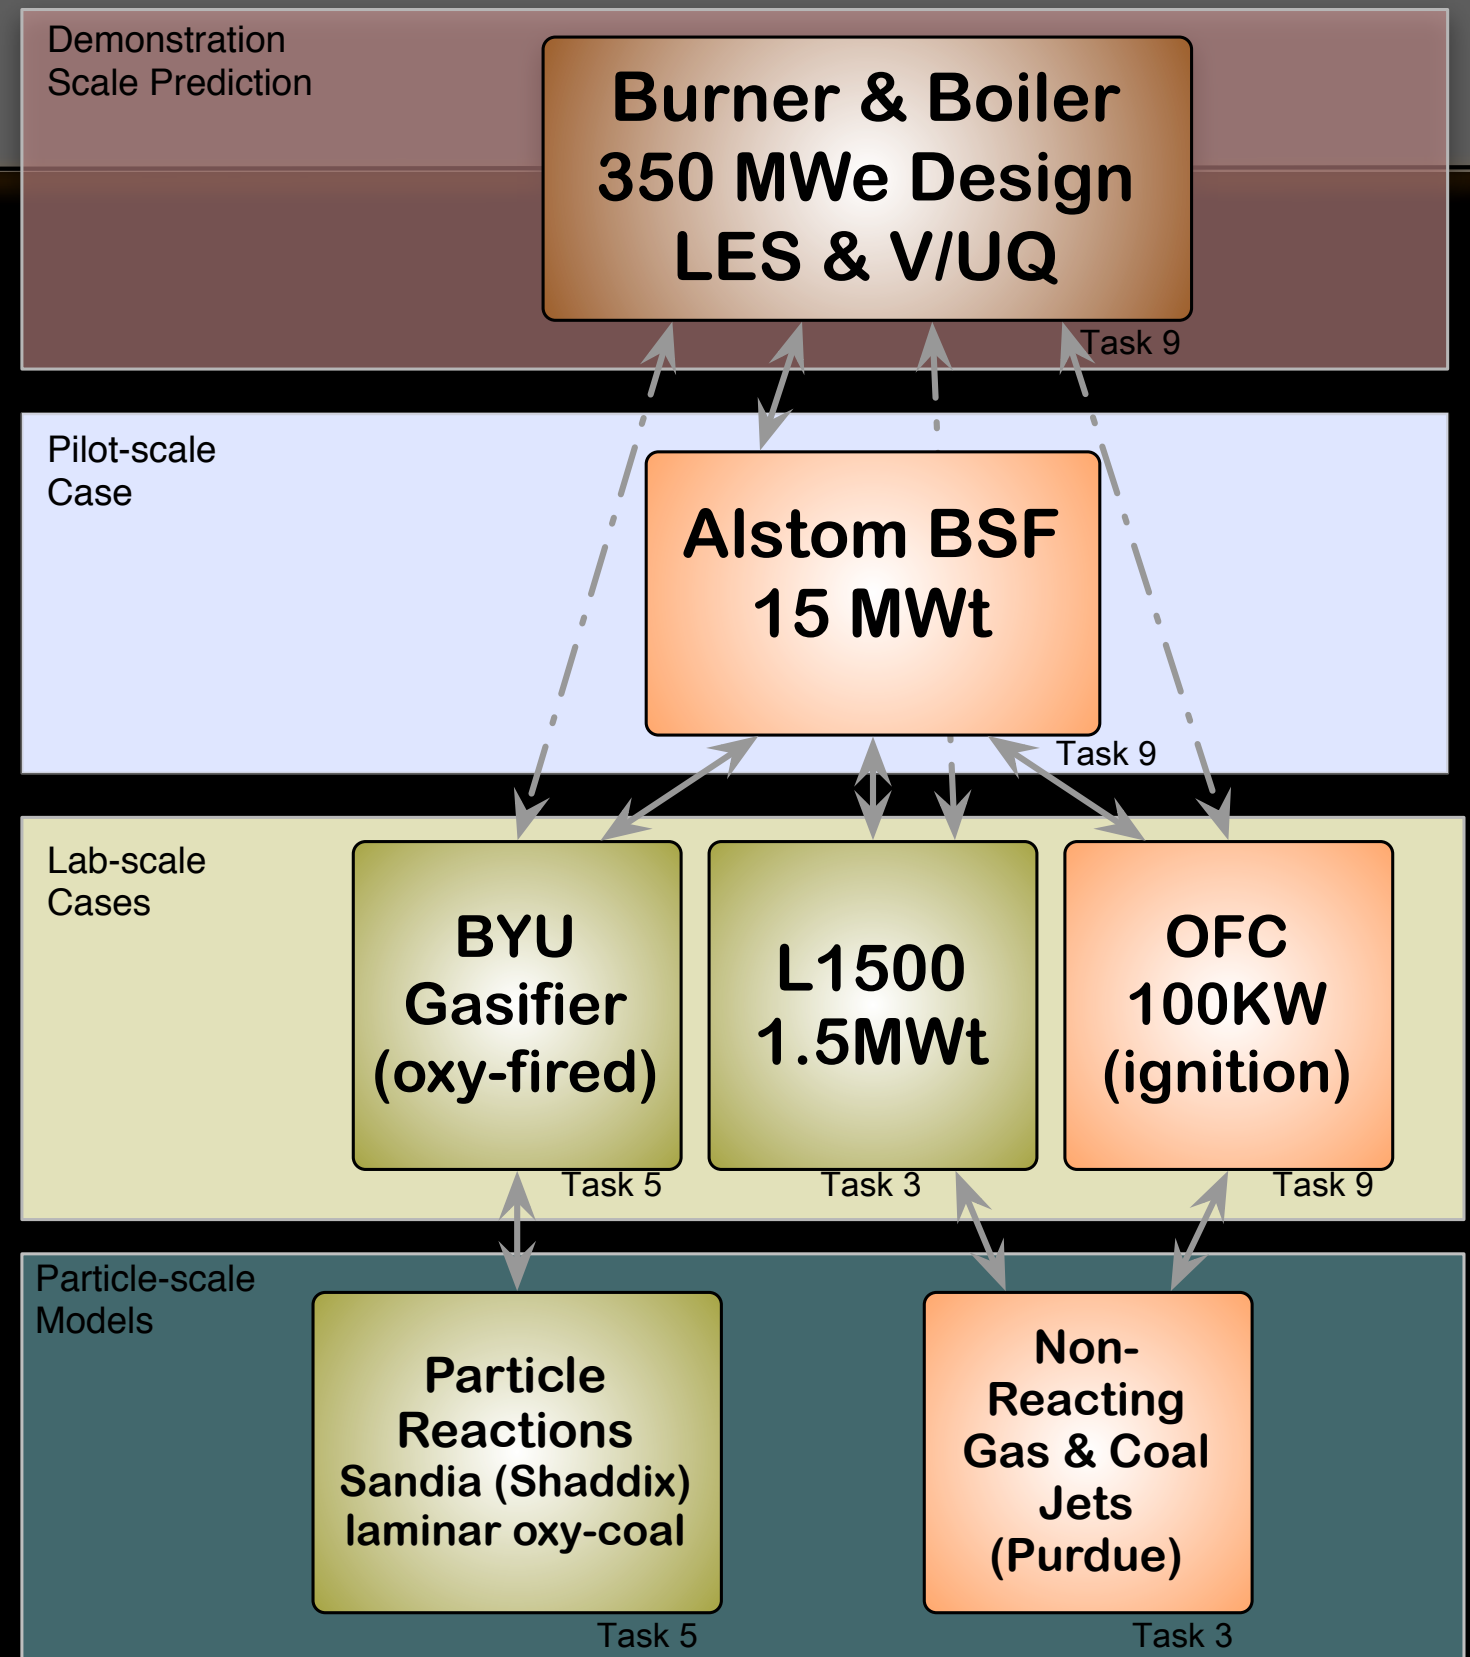 Demonstration
Scale Prediction
Burner & Boiler
350 MWe Design
LES & V/UQ
Task 9
Pilot-scale
Case
Alstom BSF
15 MWt
Task 9
Lab-scale
Cases
BYU
Gasifier
(oxy-fired)
Task 5
L1500
1.5MWt
Task 3
OFC
100KW
(ignition)
Task 9
Particle-scale
Models
Particle
Reactions
Sandia (Shaddix)
laminar oxy-coal
Task 5
Non-
Reacting
Gas & Coal
Jets
(Purdue)
Task 3